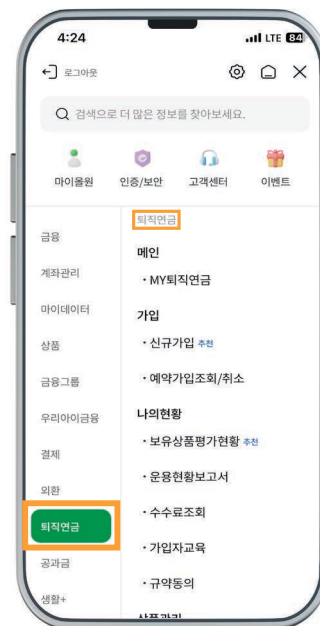 4:24 LTE 84
로그아웃
검색으로 더 많은 정보를 찾아보세요.
마이올원 인증/보안 고객센터 이벤트
금융
계좌관리
마이데이터
상품
금융그룹
우리아이금융
결제
외환
퇴직연금
공과금
생활+
퇴직연금
메인
· MY퇴직연금
가입
· 신규가입 추천
· 예약가입조회/취소
나의현황
· 보유상품평가현황 추천
· 운용현황보고서
· 수수료조회
· 가입자교육
· 규약동의
상품관리